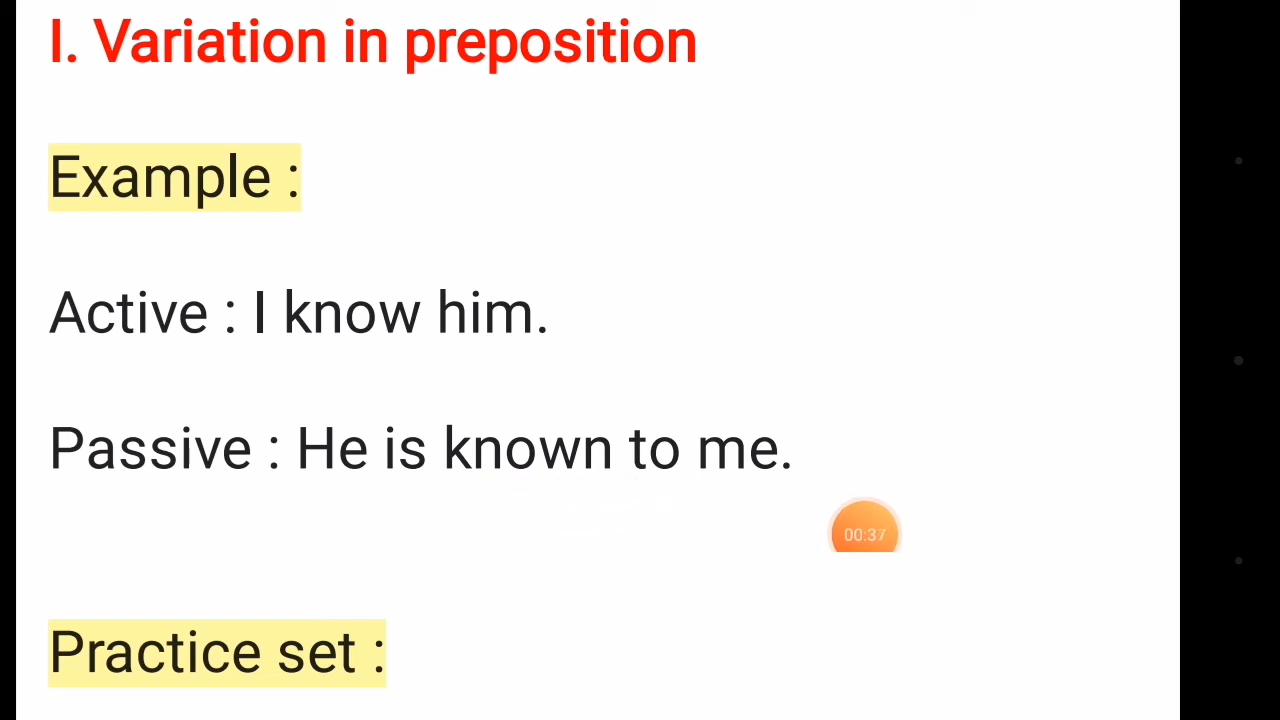 I. Variation in preposition
Example :
Active : I know him.
Passive : He is known to me.
00:37
Practice set :